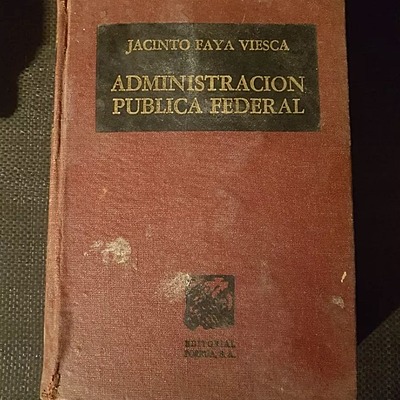 JACINTO FAYA VIESCA
ADMINISTRACION
PUBLICA FEDERAL
EDITORIAL
PORRUA, S.A.